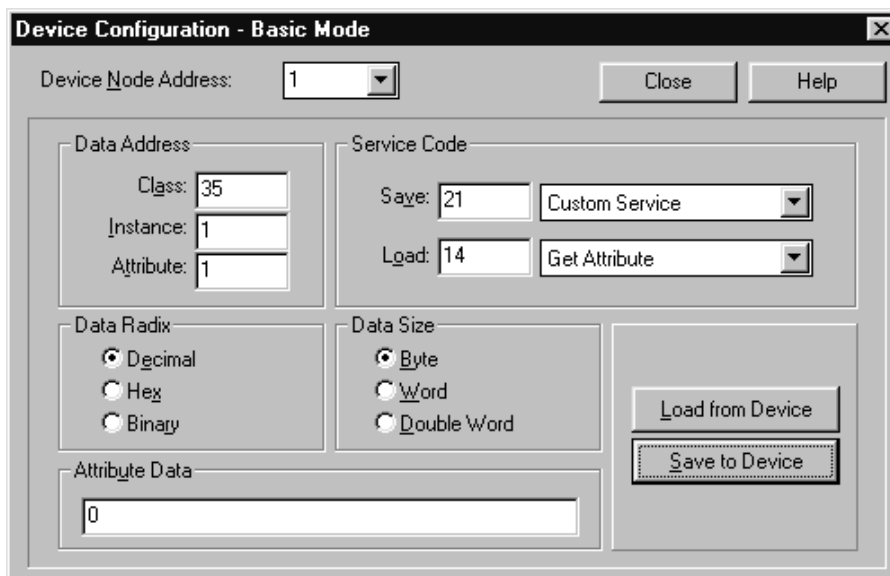 Device Configuration - Basic Mode
Device Node Address: 1 Close Help
Data Address
Class: 35
Instance: 1
Attribute: 1
Service Code
Save: 21 Custom Service
Load: 14 Get Attribute
Data Radix
Decimal
Hex
Binary
Data Size
Byte
Word
Double Word
Load from Device
Save to Device
Attribute Data
0